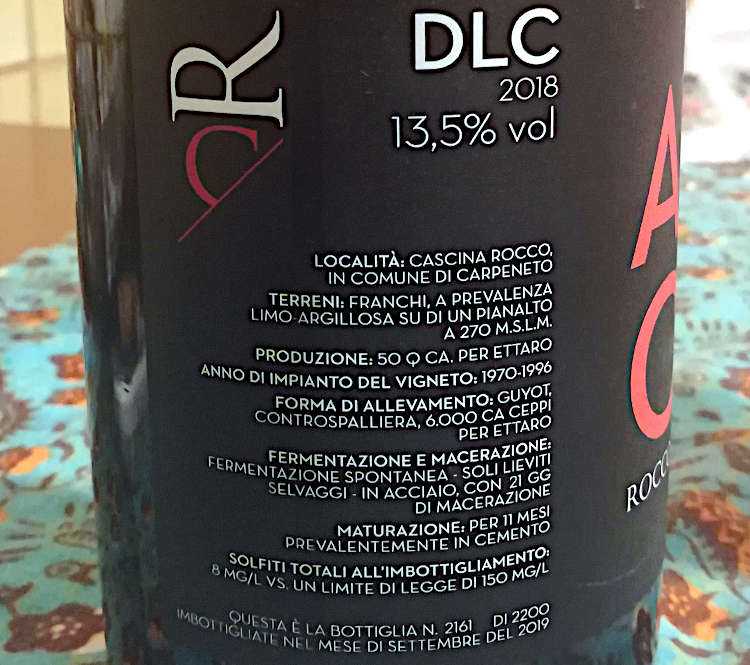 CR
DLC
2018
13,5% vol
LOCALITÀ: CASCINA ROCCO,
IN COMUNE DI CARPENETO
TERRENI: FRANCHI, A PREVALENZA
LIMO-ARGILLOSA SU DI UN PIANALTO
A 270 M.S.L.M.
PRODUZIONE: 50 Q CA. PER ETTARO
ANNO DI IMPIANTO DEL VIGNETO: 1970-1996
FORMA DI ALLEVAMENTO: GUYOT,
CONTROSPALLIERA, 6.000 CA CEPPI
PER ETTARO
FERMENTAZIONE E MACERAZIONE:
FERMENTAZIONE SPONTANEA - SOLI LIEVITI
SELVAGGI - IN ACCIAIO, CON 21 GG
DI MACERAZIONE
MATURAZIONE: PER 11 MESI
PREVALENTEMENTE IN CEMENTO
SOLFITI TOTALI ALL'IMBOTTIGLIAMENTO:
8 MG/L VS. UN LIMITE DI LEGGE DI 150 MG/L
QUESTA È LA BOTTIGLIA N. 2161 DI 2200
IMBOTTIGLIATE NEL MESE DI SETTEMBRE DEL 2019